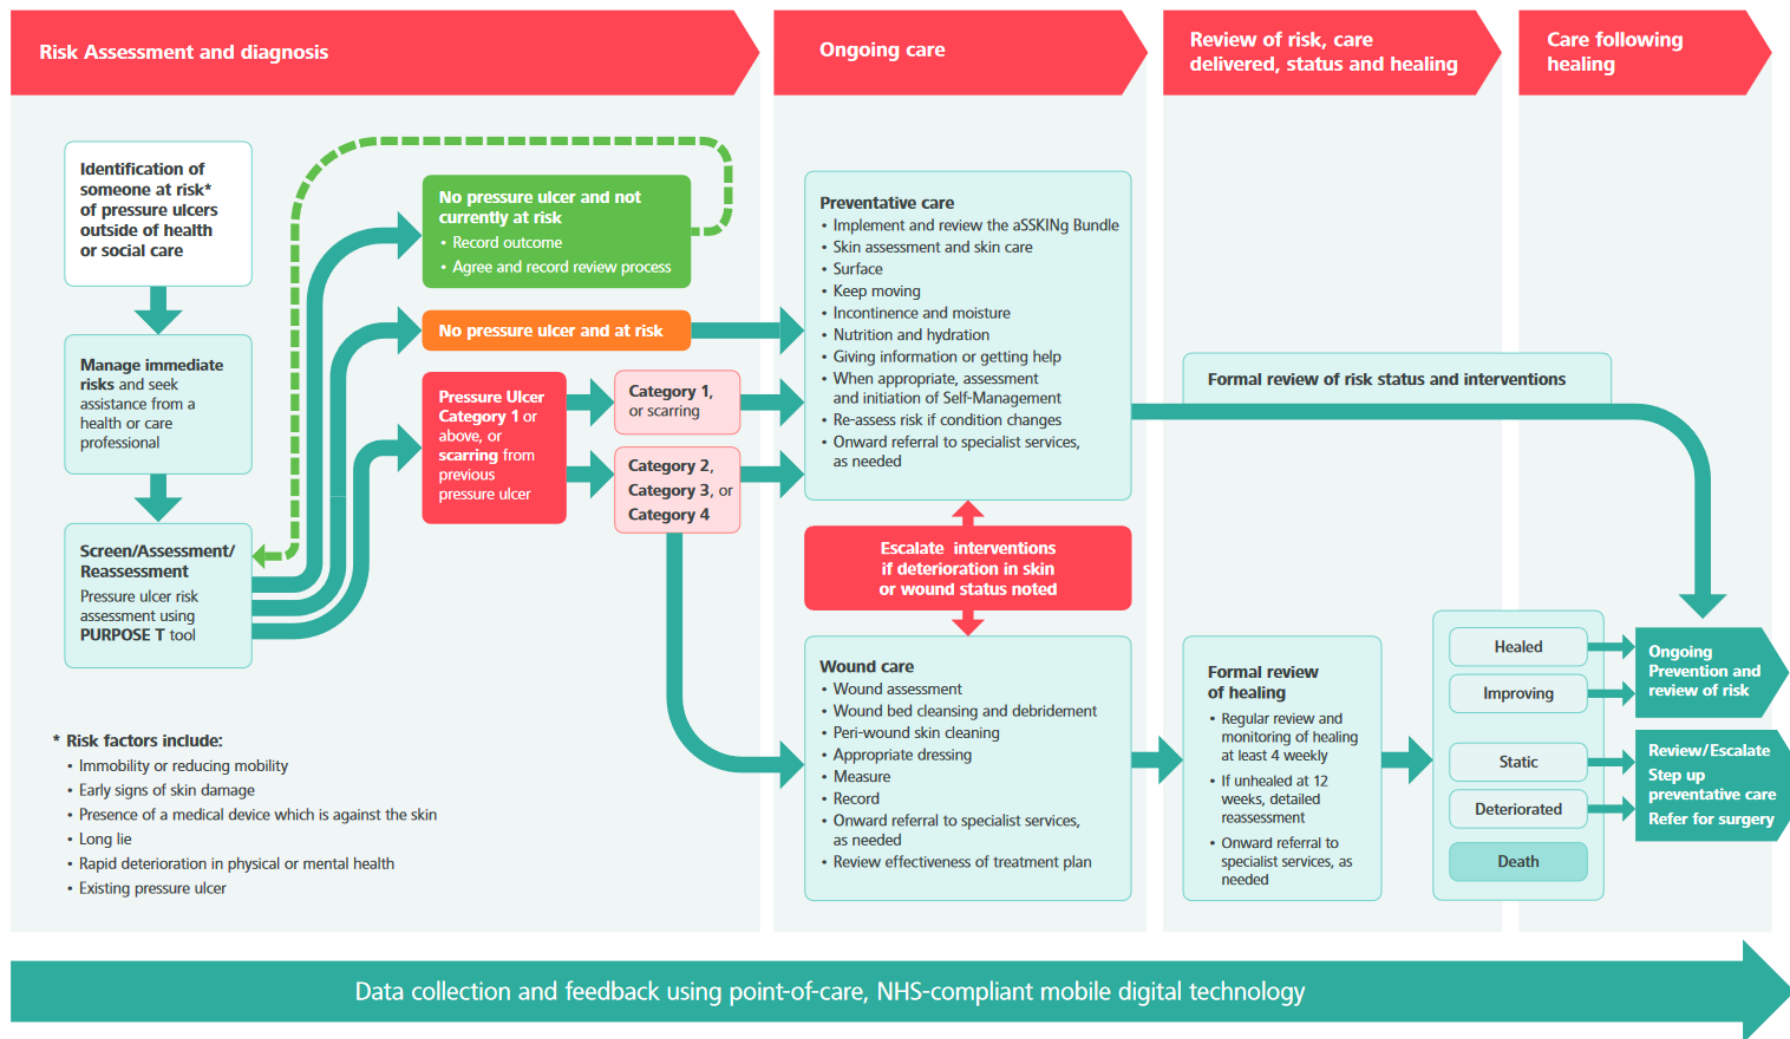 Risk Assessment and diagnosis
Ongoing care
Review of risk, care
delivered, status and healing
Care following
healing
Identification of
someone at risk*
of pressure ulcers
outside of health
or social care
Manage immediate
risks and seek
assistance from a
health or care
professional
Screen/Assessment/
Reassessment
Pressure ulcer risk
assessment using
PURPOSE T tool
No pressure ulcer and not
currently at risk
• Record outcome
• Agree and record review process
No pressure ulcer and at risk
Pressure Ulcer
Category 1 or
above, or
scarring from
previous
pressure ulcer
Category 1,
or scarring
Category 2,
Category 3, or
Category 4
* Risk factors include:
• Immobility or reducing mobility
• Early signs of skin damage
• Presence of a medical device which is against the skin
• Long lie
• Rapid deterioration in physical or mental health
• Existing pressure ulcer
Preventative care
• Implement and review the aSSKINg Bundle
• Skin assessment and skin care
• Surface
• Keep moving
• Incontinence and moisture
• Nutrition and hydration
• Giving information or getting help
• When appropriate, assessment
and initiation of Self-Management
• Re-assess risk if condition changes
• Onward referral to specialist services,
as needed
Escalate interventions
if deterioration in skin
or wound status noted
Wound care
• Wound assessment
• Wound bed cleansing and debridement
• Peri-wound skin cleaning
• Appropriate dressing
• Measure
• Record
• Onward referral to specialist services,
as needed
• Review effectiveness of treatment plan
Formal review of risk status and interventions
Formal review
of healing
• Regular review and
monitoring of healing
at least 4 weekly
• If unhealed at 12
weeks, detailed
reassessment
• Onward referral to
specialist services, as
needed
Healed
Improving
Static
Deteriorated
Death
Ongoing
Prevention and
review of risk
Review/Escalate
Step up
preventative care
Refer for surgery
Data collection and feedback using point-of-care, NHS-compliant mobile digital technology